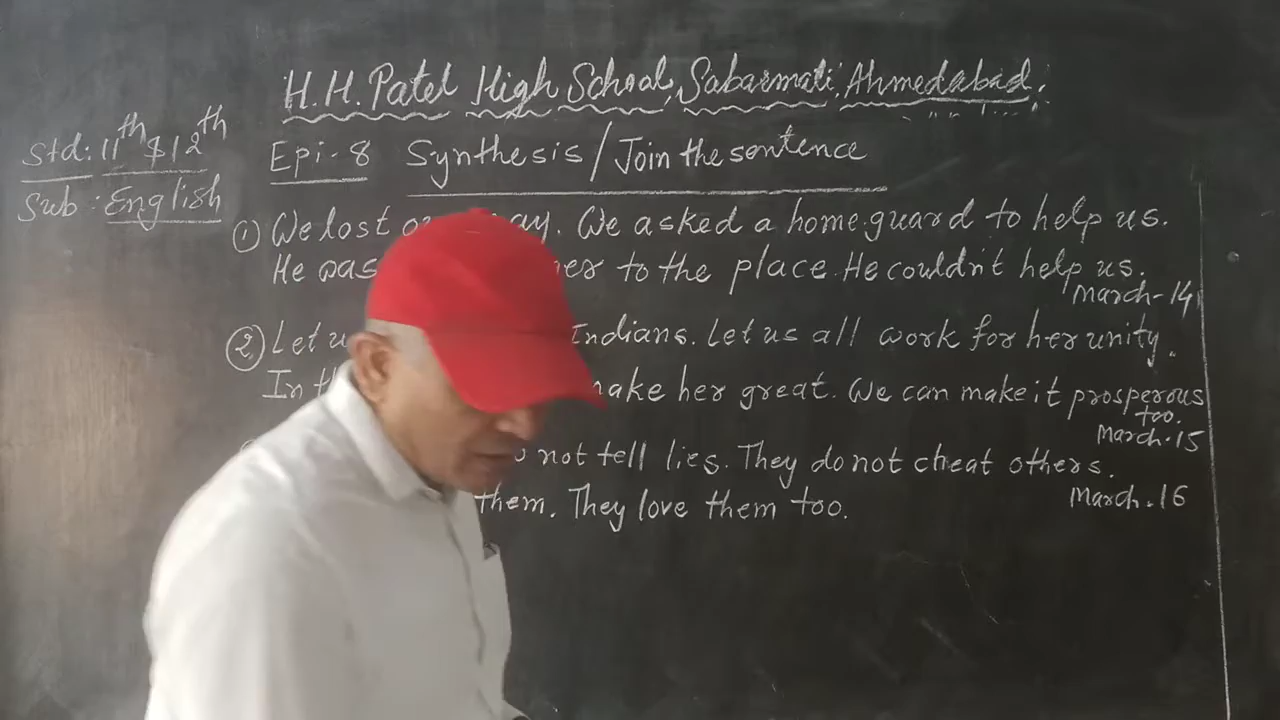 H.H. Patel High School, Sabarmati, Ahmedabad.
Std: 11th & 12th
Sub: English
Epi-8 Synthesis / Join the sentence
① We lost ay. We asked a home-guard to help us.
He was to the place. He couldn't help us.
March-14
② Let Indians. Let us all work for her unity.
In make her great. We can make it prosperous
too.
March.15
not tell lies. They do not cheat others.
them. They love them too.
March.16